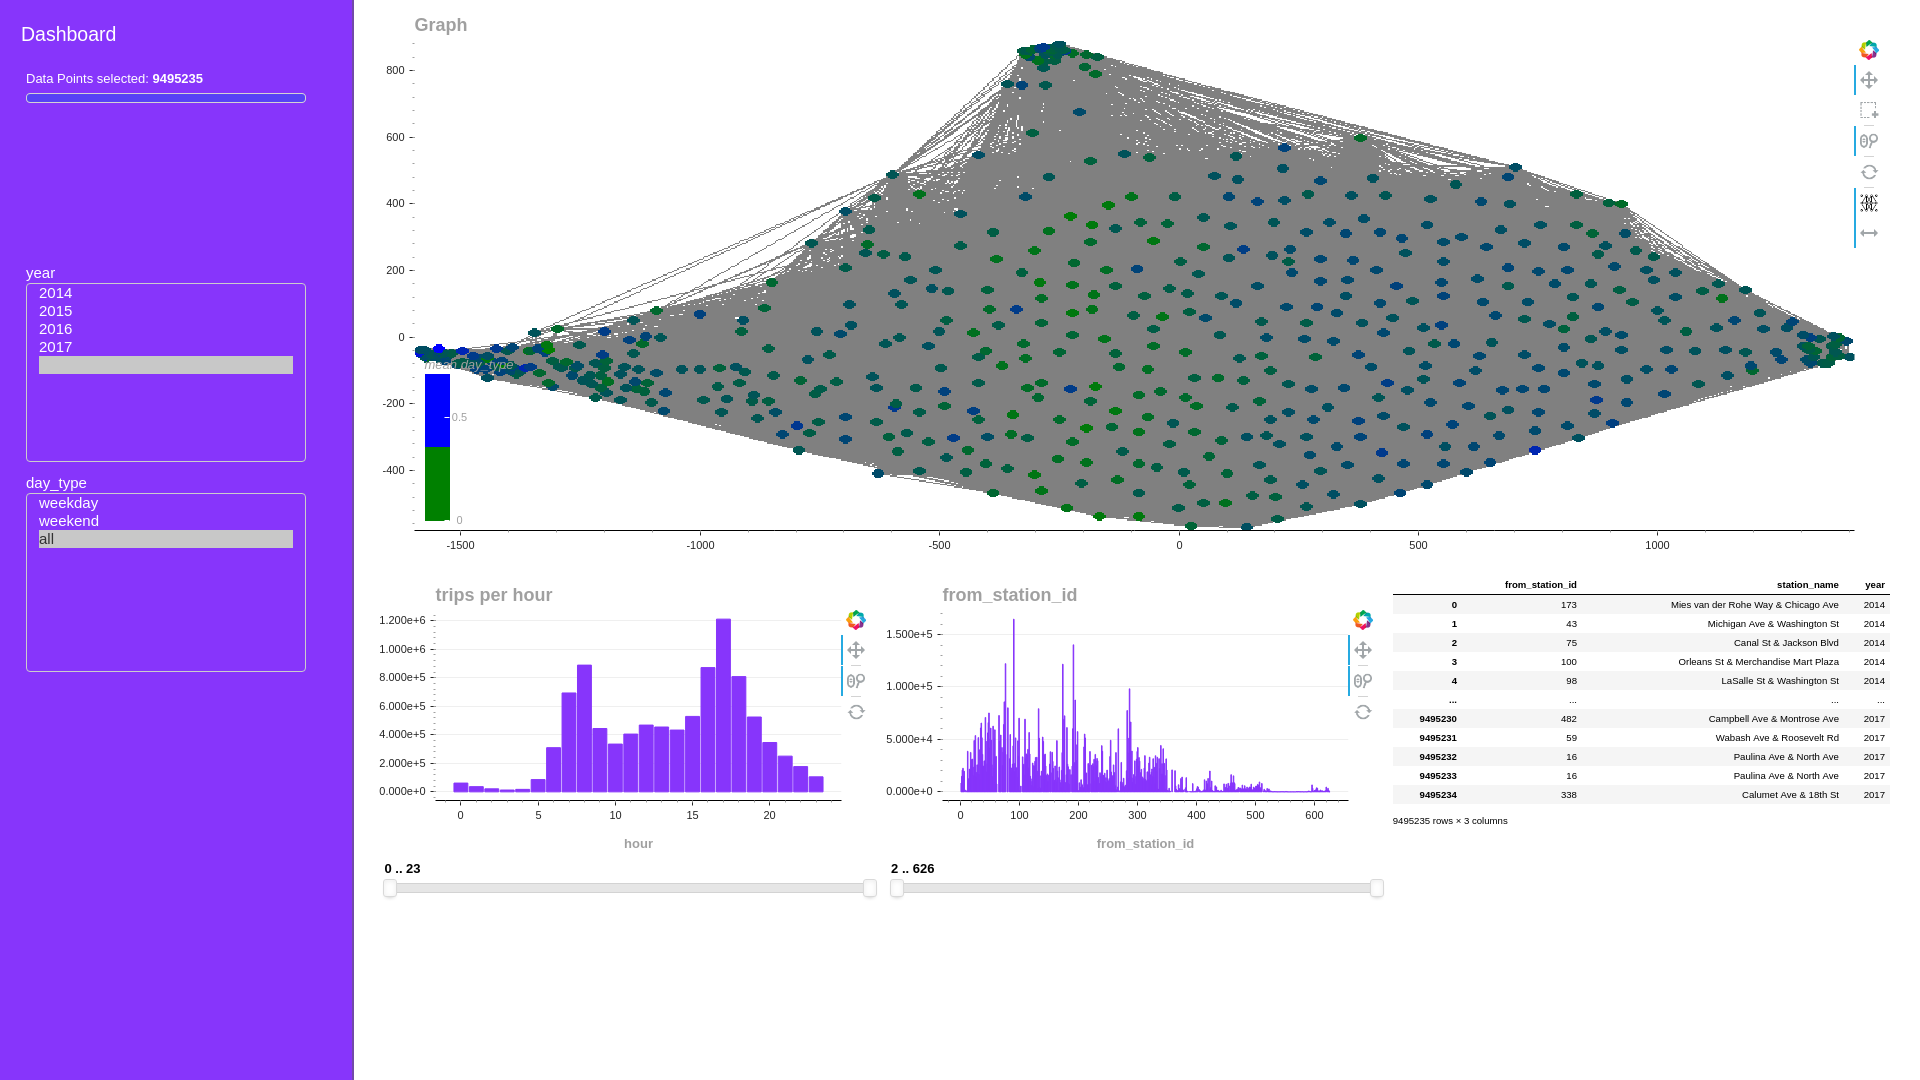 Dashboard
Data Points selected: 9495235
year
2014
2015
2016
2017
day_type
weekday
weekend
all
Graph
800
600
400
200
0
-200
-400
mean day_type
0.5
0
-1500 -1000 -500 0 500 1000
trips per hour
1.200e+6
1.000e+6
8.000e+5
6.000e+5
4.000e+5
2.000e+5
0.000e+0
0 5 10 15 20
hour
0 .. 23
from_station_id
1.500e+5
1.000e+5
5.000e+4
0.000e+0
0 100 200 300 400 500 600
from_station_id
2 .. 626
from_station_id station_name year
0 173 Mies van der Rohe Way & Chicago Ave 2014
1 43 Michigan Ave & Washington St 2014
2 75 Canal St & Jackson Blvd 2014
3 100 Orleans St & Merchandise Mart Plaza 2014
4 98 LaSalle St & Washington St 2014
... ... ... ...
9495230 482 Campbell Ave & Montrose Ave 2017
9495231 59 Wabash Ave & Roosevelt Rd 2017
9495232 16 Paulina Ave & North Ave 2017
9495233 16 Paulina Ave & North Ave 2017
9495234 338 Calumet Ave & 18th St 2017
9495235 rows × 3 columns